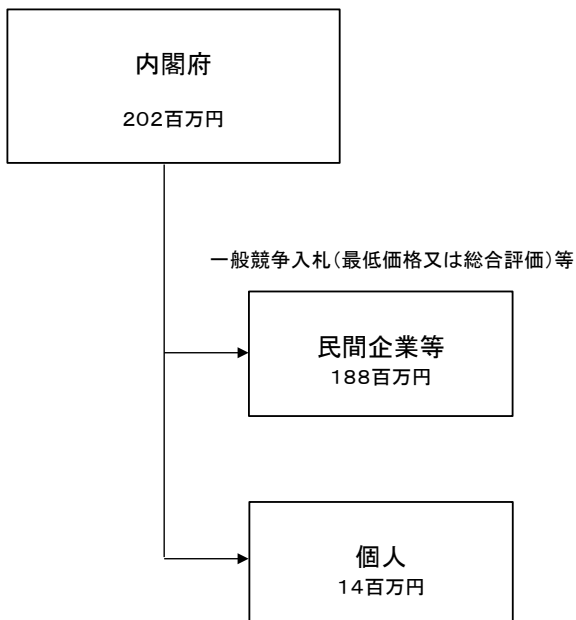 内閣府
202百万円
一般競争入札(最低価格又は総合評価)等
民間企業等
188百万円
個人
14百万円